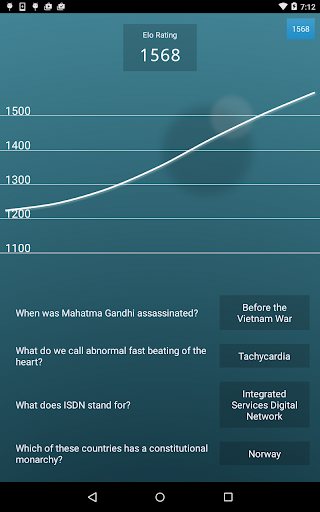 7:12
Elo Rating
1568
1568
1500
1400
1300
1200
1100
When was Mahatma Gandhi assassinated?
Before the
Vietnam War
What do we call abnormal fast beating of the
heart?
Tachycardia
What does ISDN stand for?
Integrated
Services Digital
Network
Which of these countries has a constitutional
monarchy?
Norway